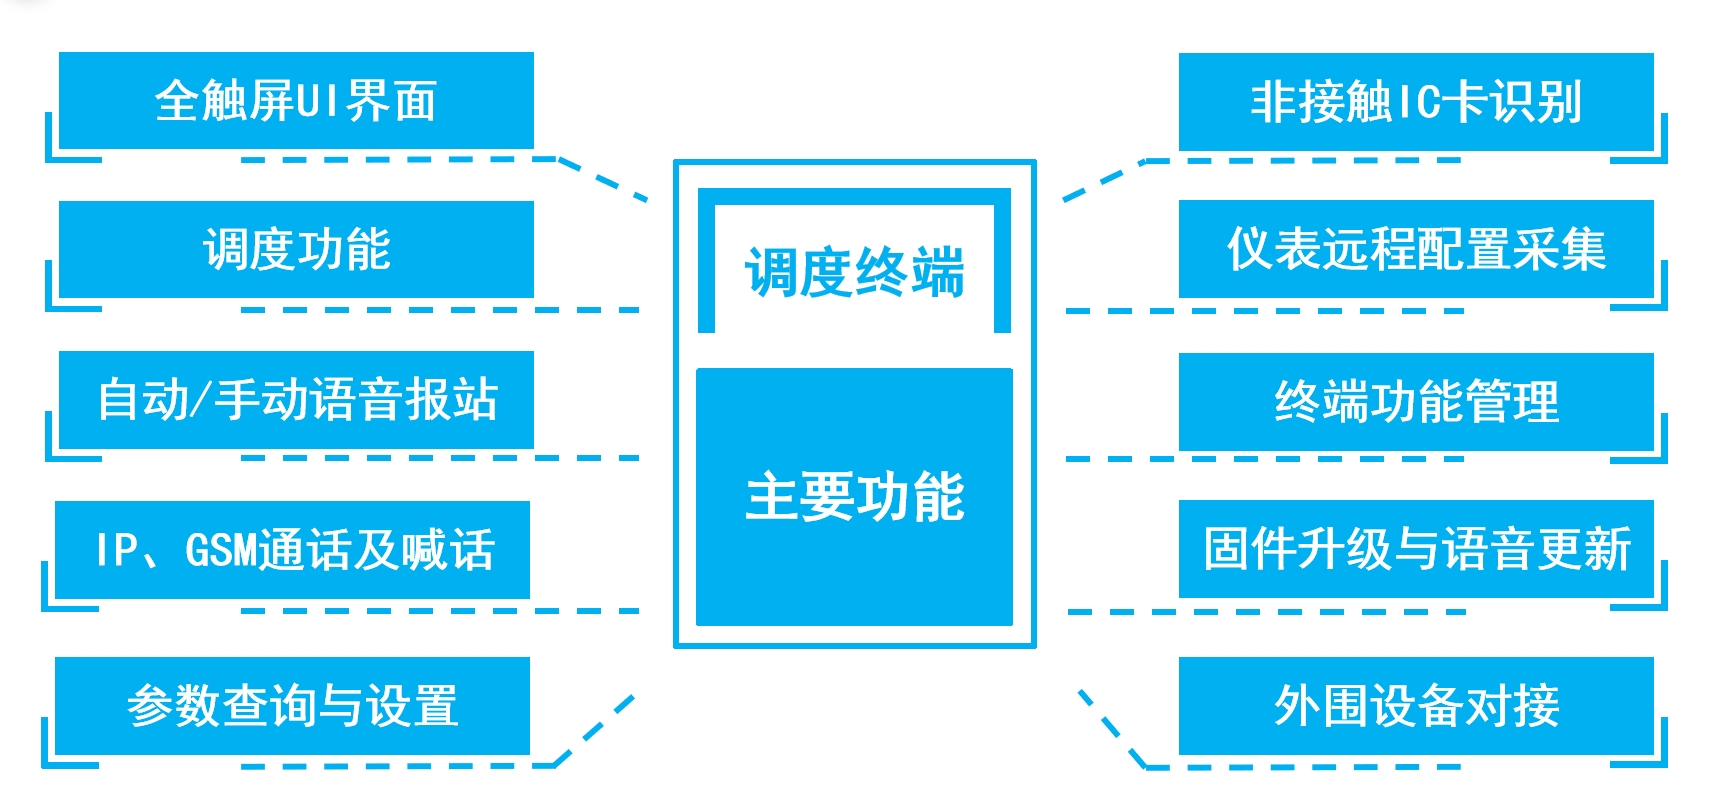 全触屏UI界面
调度功能
自动/手动语音报站
IP、GSM通话及喊话
参数查询与设置
调度终端
主要功能
非接触IC卡识别
仪表远程配置采集
终端功能管理
固件升级与语音更新
外围设备对接